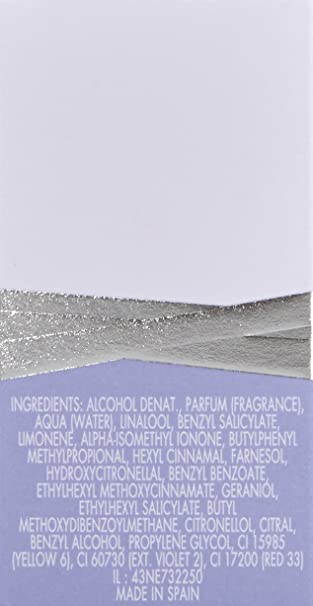 INGREDIENTS: ALCOHOL DENAT., PARFUM (FRAGRANCE),
AQUA (WATER), LINALOOL, BENZYL SALICYLATE,
LIMONENE, ALPHA-ISOMETHYL IONONE, BUTYLPHENYL
METHYLPROPIONAL, HEXYL CINNAMAL, FARNESOL,
HYDROXYCITRONELLAL, BENZYL BENZOATE,
ETHYLHEXYL METHOXYCINNAMATE, GERANIÓL,
ETHYLHEXYL SALICYLATE, BUTYL
METHOXYDIBENZOYLMETHANE, CITRONELLOL, CITRAL,
BENZYL ALCOHOL, PROPYLENE GLYCOL, CI 15985
(YELLOW 6), CI 60730 (EXT. VIOLET 2), CI 17200 (RED 33)
IL : 43NE732250
MADE IN SPAIN